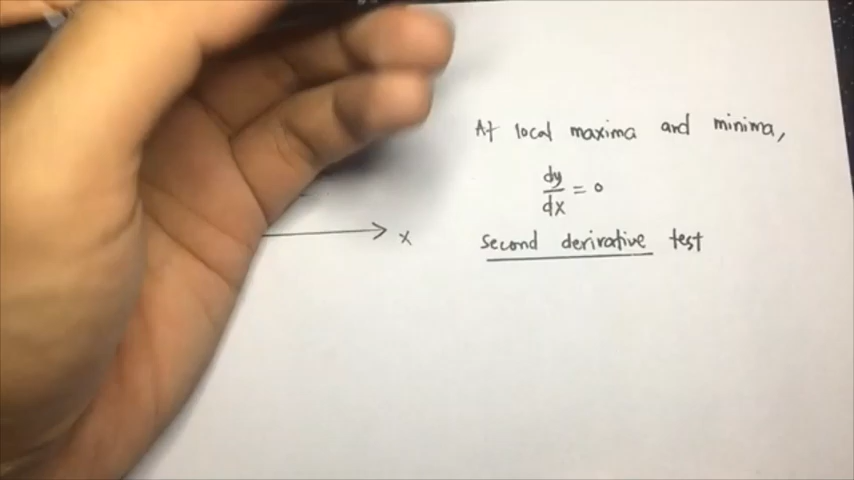 At local maxima and minima,
dy/dx = 0
second derivative test
x